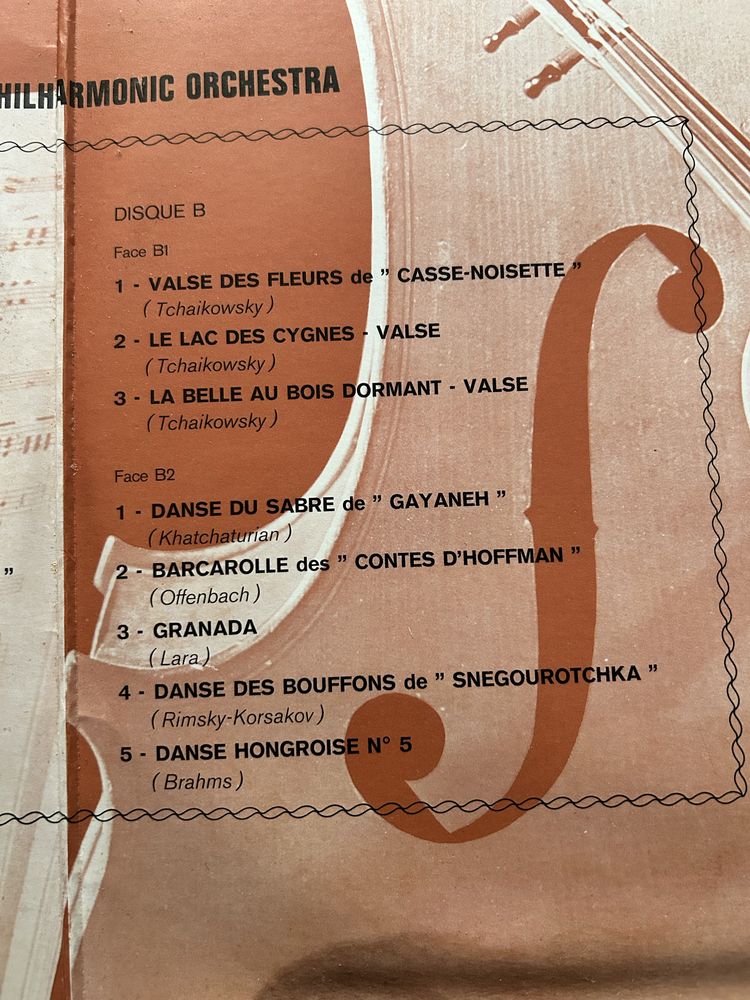 HILHARMONIC ORCHESTRA
DISQUE B
Face B1
1 - VALSE DES FLEURS de ” CASSE-NOISETTE ”
( Tchaikowsky )
2 - LE LAC DES CYGNES - VALSE
( Tchaikowsky )
3 - LA BELLE AU BOIS DORMANT - VALSE
( Tchaikowsky )
Face B2
1 - DANSE DU SABRE de ” GAYANEH ”
( Khatchaturian )
”
2 - BARCAROLLE des ” CONTES D'HOFFMAN ”
( Offenbach )
3 - GRANADA
( Lara )
4 - DANSE DES BOUFFONS de ” SNEGOUROTCHKA ”
( Rimsky-Korsakov )
5 - DANSE HONGROISE N° 5
( Brahms )